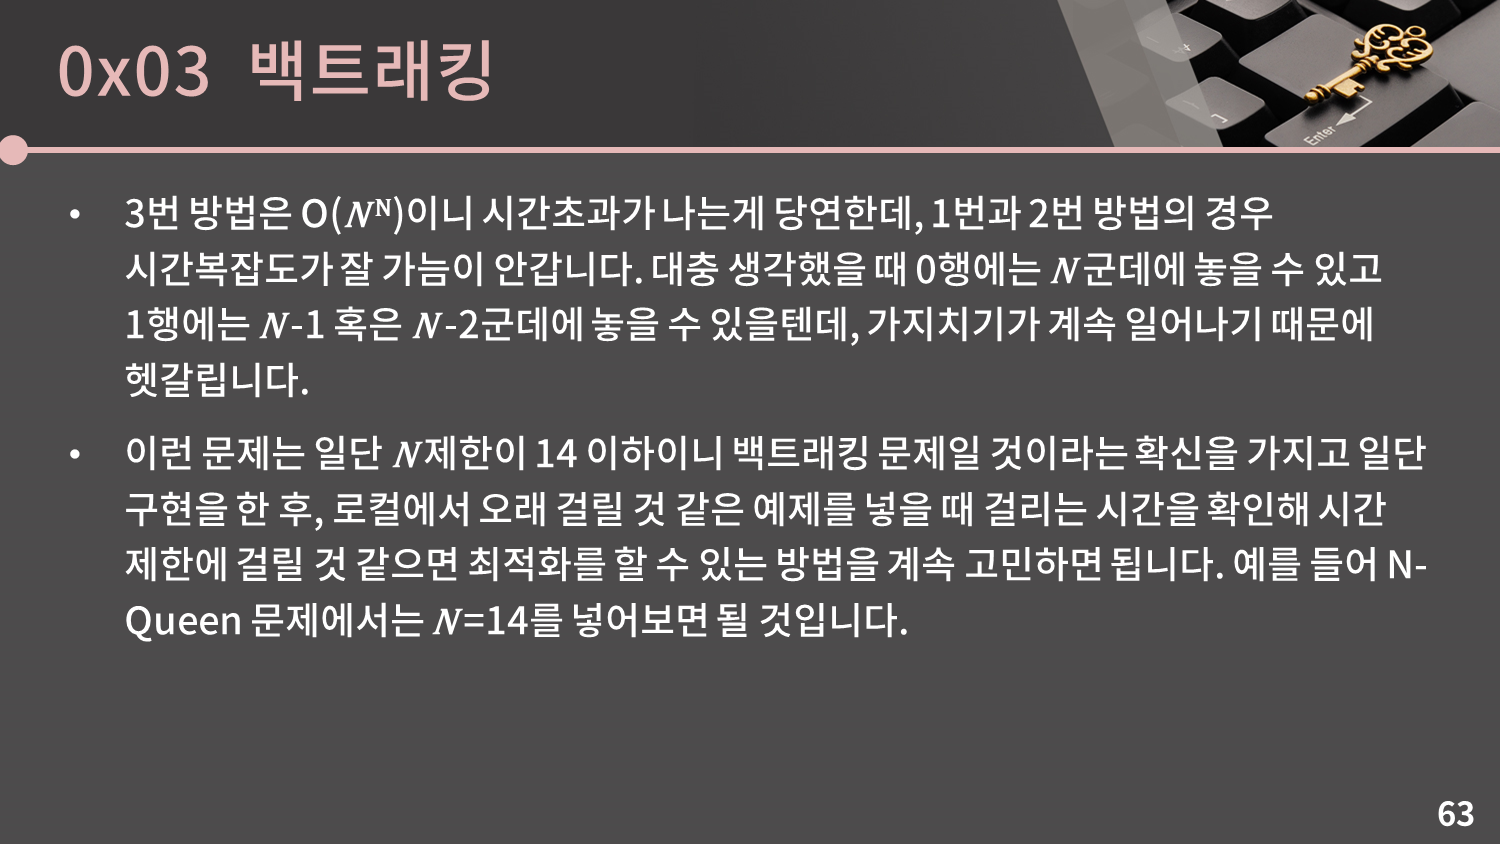 0x03 백트래킹
Enter
• 3번 방법은 O(Nᴺ)이니 시간초과가 나는게 당연한데, 1번과 2번 방법의 경우
시간복잡도가 잘 가늠이 안갑니다. 대충 생각했을 때 0행에는 N군데에 놓을 수 있고
1행에는 N-1 혹은 N-2군데에 놓을 수 있을텐데, 가지치기가 계속 일어나기 때문에
헷갈립니다.
• 이런 문제는 일단 N제한이 14 이하이니 백트래킹 문제일 것이라는 확신을 가지고 일단
구현을 한 후, 로컬에서 오래 걸릴 것 같은 예제를 넣을 때 걸리는 시간을 확인해 시간
제한에 걸릴 것 같으면 최적화를 할 수 있는 방법을 계속 고민하면 됩니다. 예를 들어 N-
Queen 문제에서는 N=14를 넣어보면 될 것입니다.
63